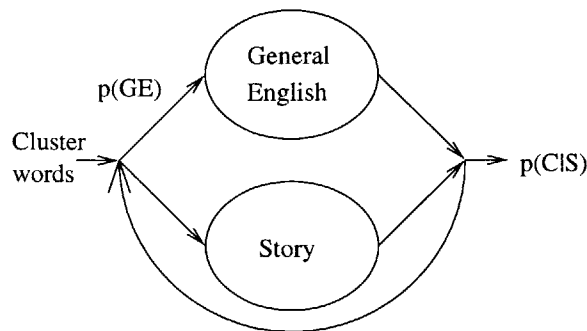 General
English
p(GE)
Cluster
words
p(C|S)
Story